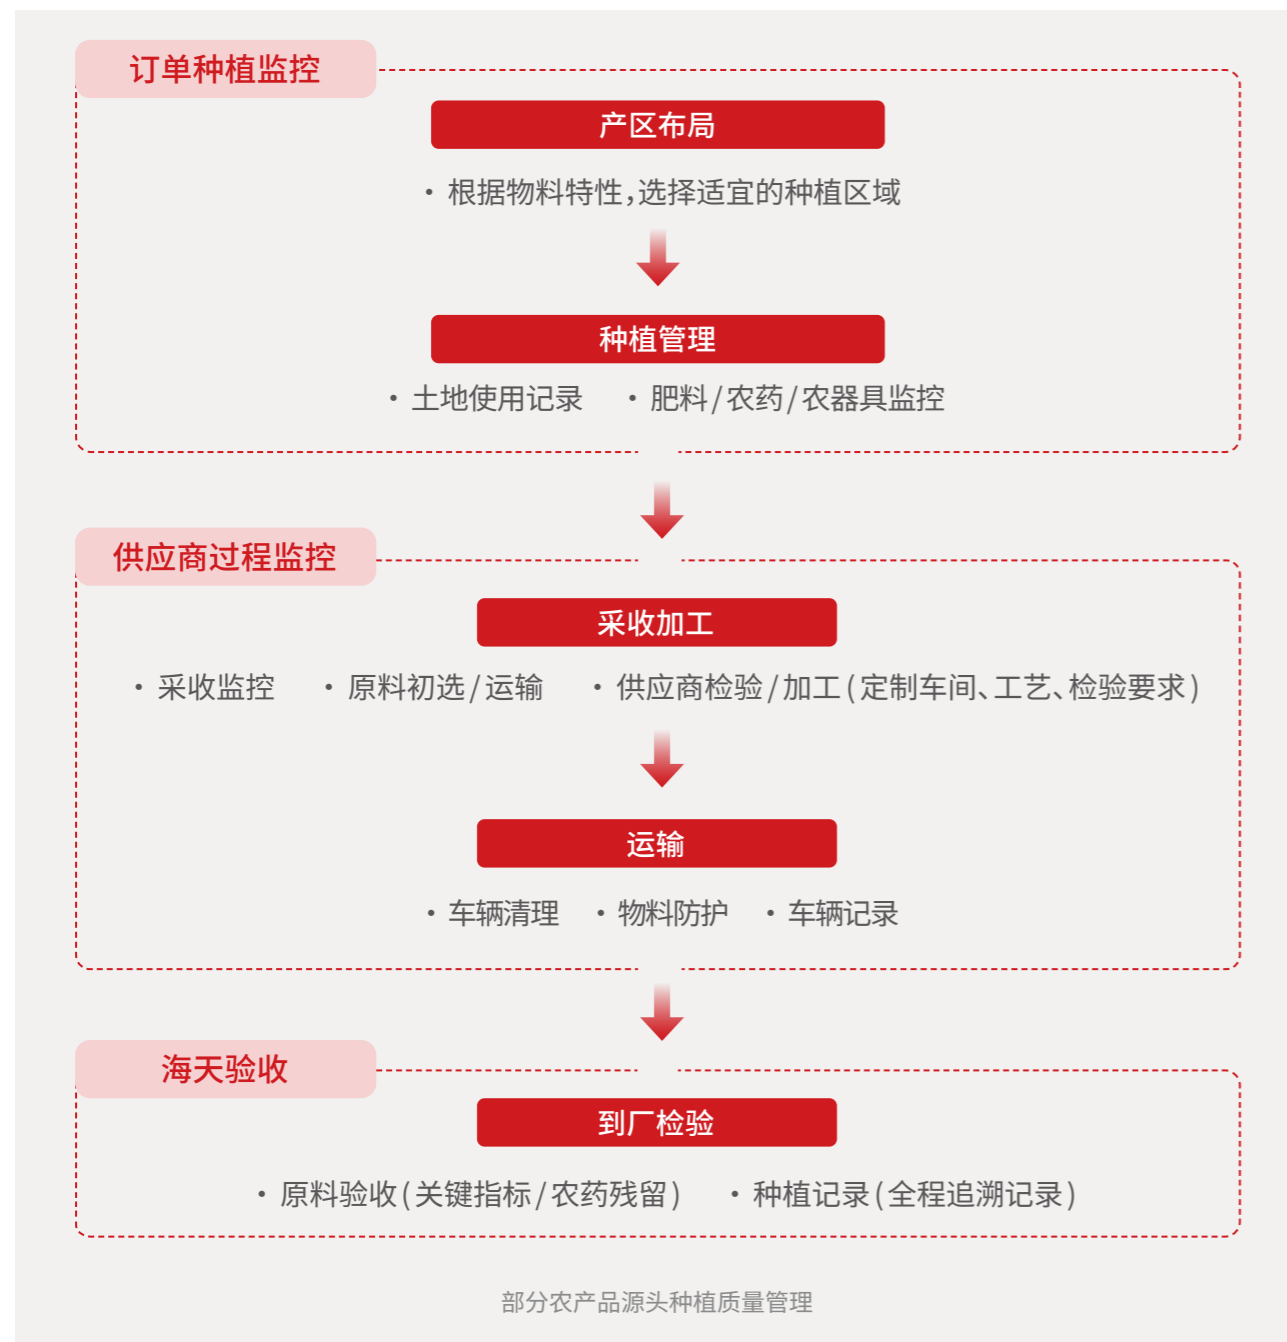 订单种植监控
产区布局
· 根据物料特性，选择适宜的种植区域
种植管理
· 土地使用记录 · 肥料/农药/农器具监控
供应商过程监控
采收加工
· 采收监控 · 原料初选/运输 · 供应商检验/加工(定制车间、工艺、检验要求)
运输
· 车辆清理 · 物料防护 · 车辆记录
海天验收
到厂检验
· 原料验收(关键指标/农药残留) · 种植记录(全程追溯记录)
部分农产品源头种植质量管理